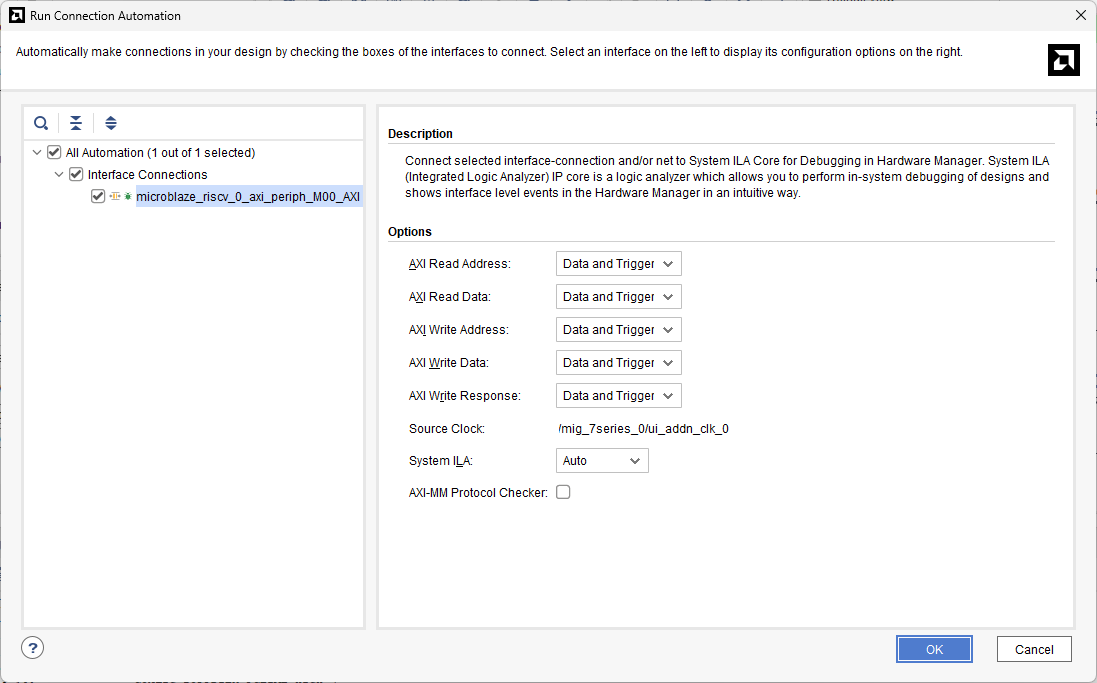 Run Connection Automation
Automatically make connections in your design by checking the boxes of the interfaces to connect. Select an interface on the left to display its configuration options on the right.
All Automation (1 out of 1 selected)
Interface Connections
microblaze_riscv_0_axi_periph_M00_AXI
Description
Connect selected interface-connection and/or net to System ILA Core for Debugging in Hardware Manager. System ILA
(Integrated Logic Analyzer) IP core is a logic analyzer which allows you to perform in-system debugging of designs and
shows interface level events in the Hardware Manager in an intuitive way.
Options
AXI Read Address: Data and Trigger
AXI Read Data: Data and Trigger
AXI Write Address: Data and Trigger
AXI Write Data: Data and Trigger
AXI Write Response: Data and Trigger
Source Clock: /mig_7series_0/ui_addn_clk_0
System ILA: Auto
AXI-MM Protocol Checker:
?
OK
Cancel